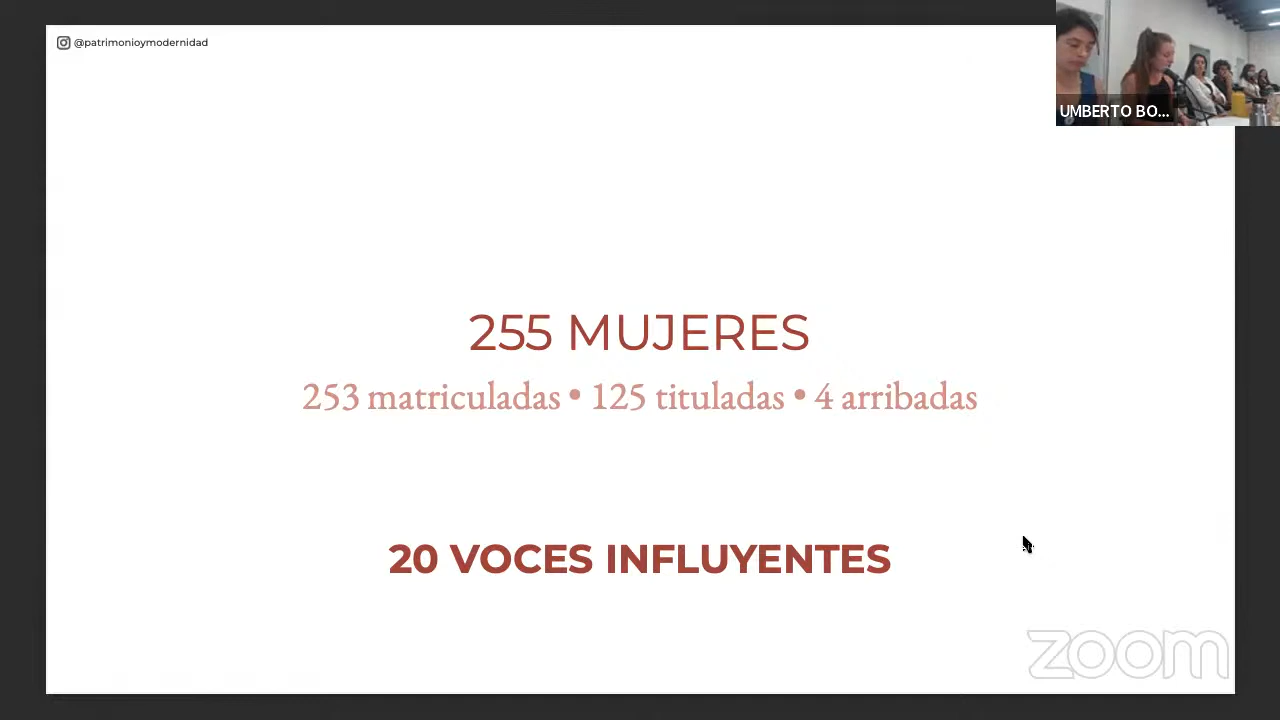 @patrimonioymodernidad
UMBERTO BO...
255 MUJERES
253 matriculadas • 125 tituladas • 4 arribadas
20 VOCES INFLUYENTES
zoom